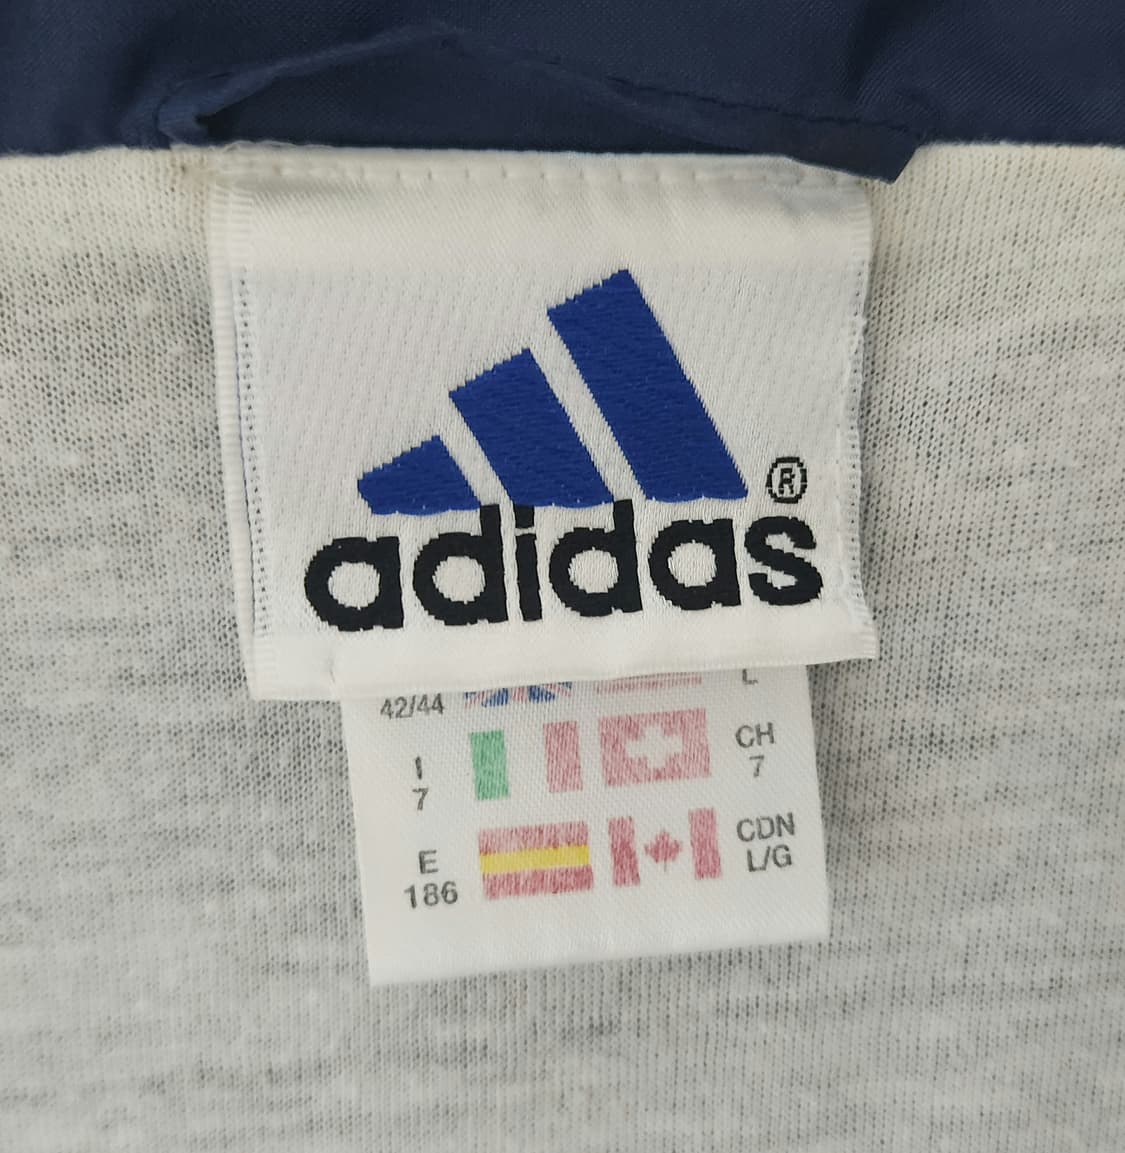 ®
adidas
42/44 L
I CH
7 7
E CDN
186 L/G